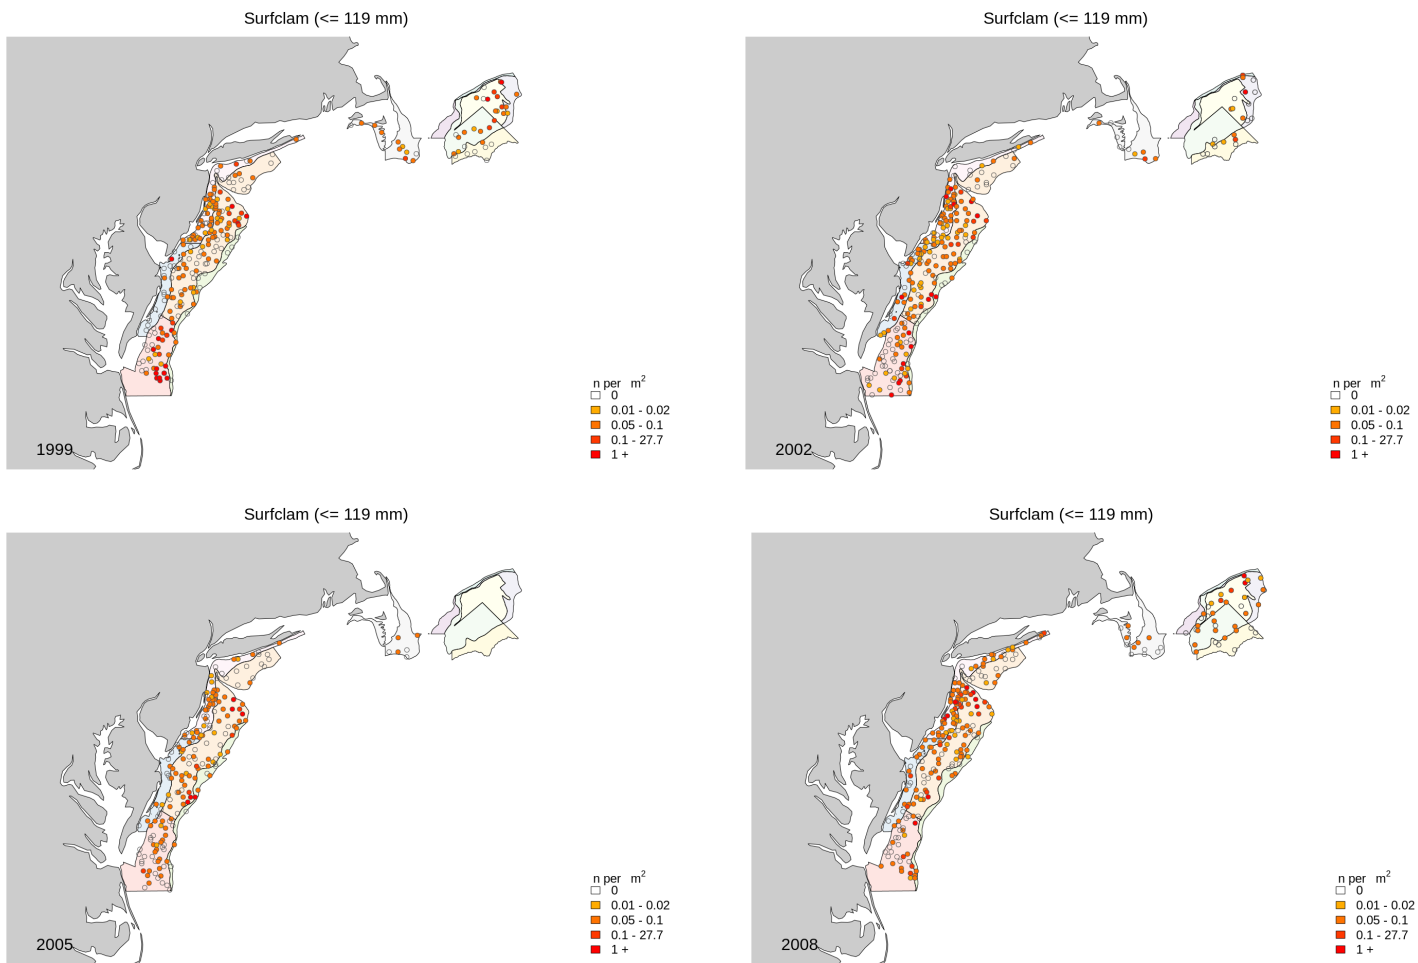 Surfclam (<= 119 mm)
n per m²
0
0.01 - 0.02
0.05 - 0.1
0.1 - 27.7
1 +
1999
Surfclam (<= 119 mm)
n per m²
0
0.01 - 0.02
0.05 - 0.1
0.1 - 27.7
1 +
2002
Surfclam (<= 119 mm)
n per m²
0
0.01 - 0.02
0.05 - 0.1
0.1 - 27.7
1 +
2005
Surfclam (<= 119 mm)
n per m²
0
0.01 - 0.02
0.05 - 0.1
0.1 - 27.7
1 +
2008